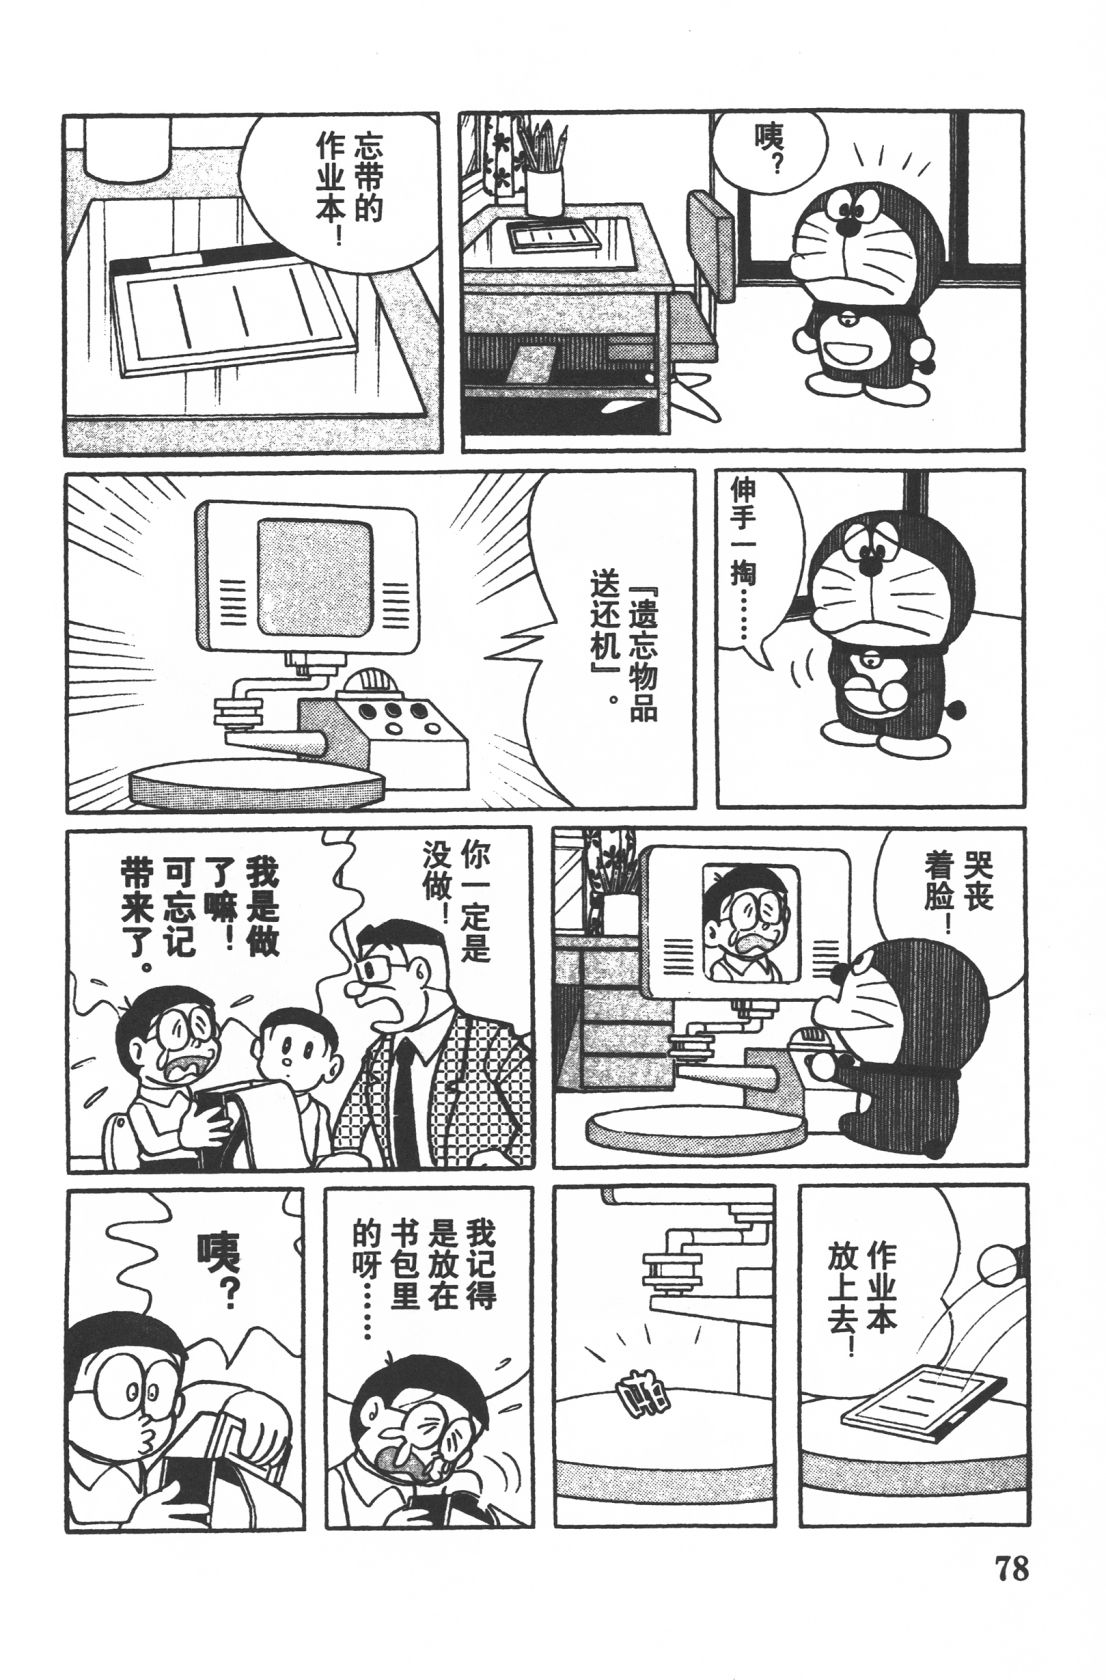 咦？
忘带的
作业本！
伸手一掏……
『遗忘物品
送还机』。
哭丧
着脸！
你一定是
没做！
我是做
了嘛！
可忘记
带来了。
作业本
放上去！
啪
我记得
是放在
书包里
的呀……
咦？
78